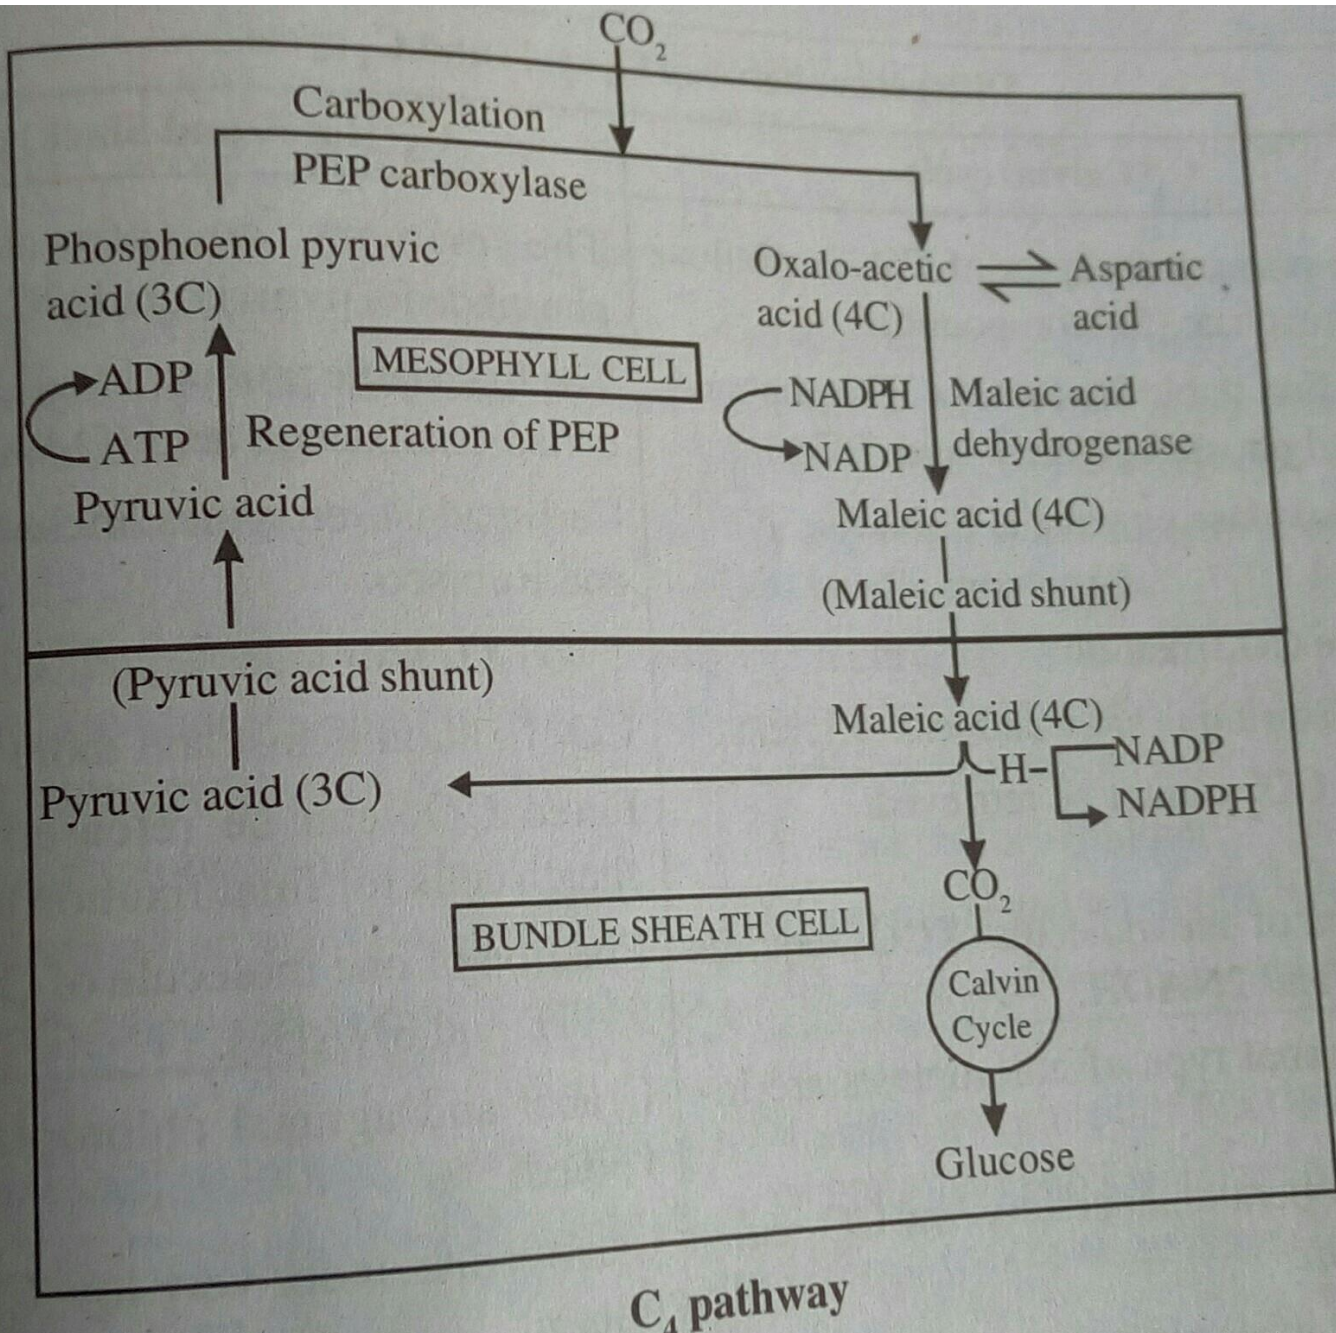 CO₂
Carboxylation
PEP carboxylase
Phosphoenol pyruvic
acid (3C)
Oxalo-acetic
acid (4C)
Aspartic
acid
MESOPHYLL CELL
ADP
ATP
Regeneration of PEP
NADPH
NADP
Maleic acid
dehydrogenase
Pyruvic acid
Maleic acid (4C)
(Maleic acid shunt)
(Pyruvic acid shunt)
Maleic acid (4C)
H
NADP
NADPH
Pyruvic acid (3C)
CO₂
BUNDLE SHEATH CELL
Calvin
Cycle
Glucose
C₄ pathway